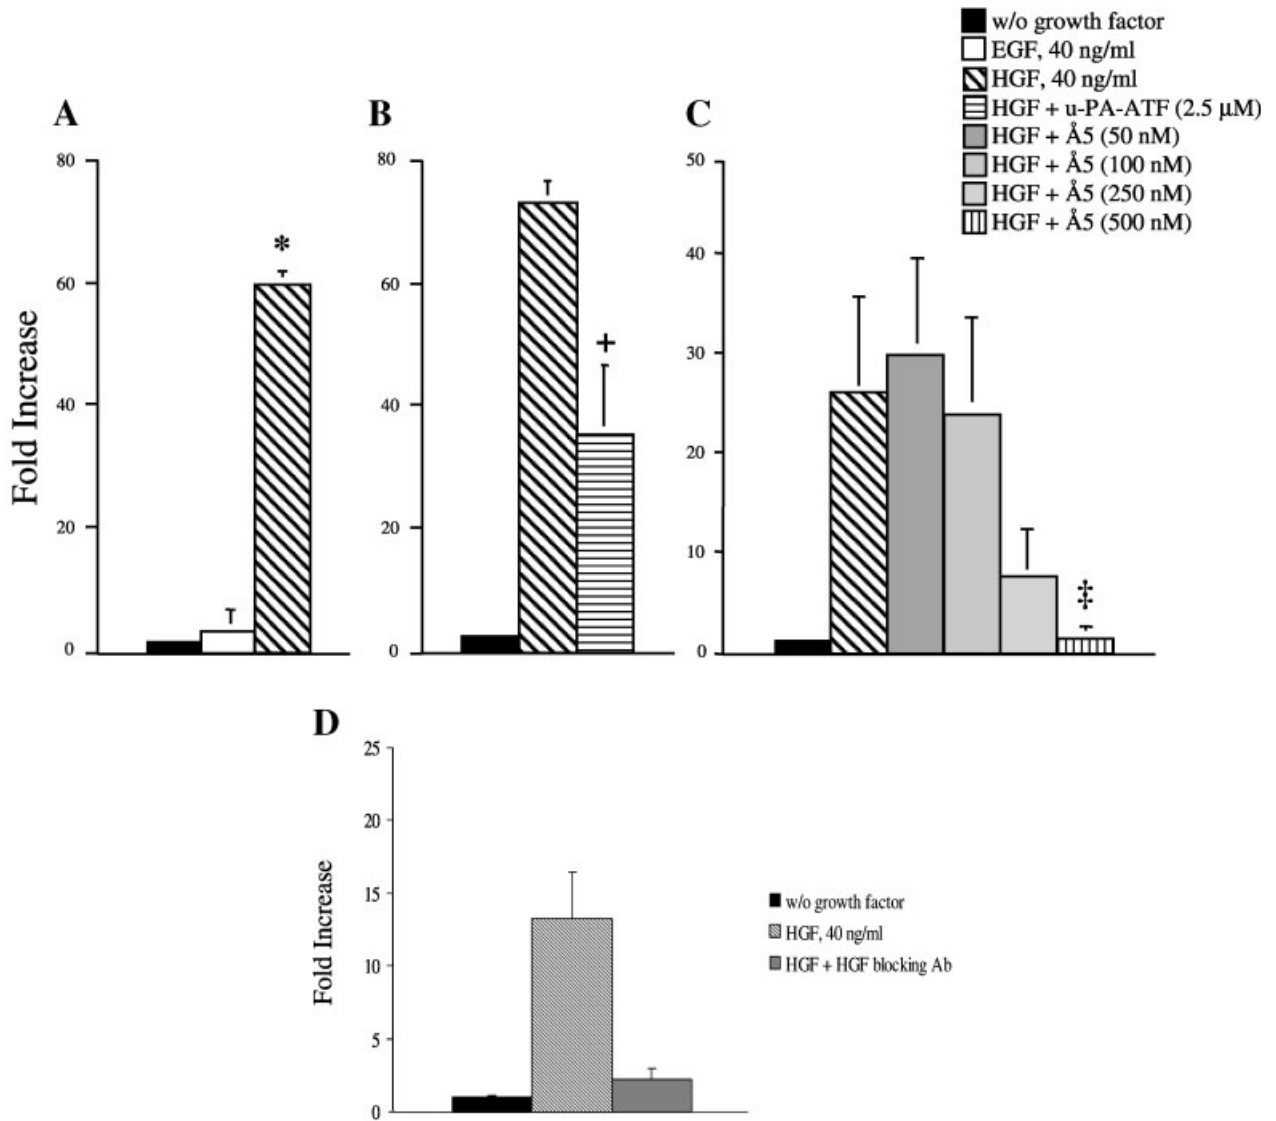 w/o growth factor
EGF, 40 ng/ml
HGF, 40 ng/ml
HGF + u-PA-ATF (2.5 µM)
HGF + Å5 (50 nM)
HGF + Å5 (100 nM)
HGF + Å5 (250 nM)
HGF + Å5 (500 nM)
A
B
C
Fold Increase
80
60
40
20
0
*
80
60
40
20
0
+
50
40
30
20
10
0
‡
D
Fold Increase
25
20
15
10
5
0
w/o growth factor
HGF, 40 ng/ml
HGF + HGF blocking Ab